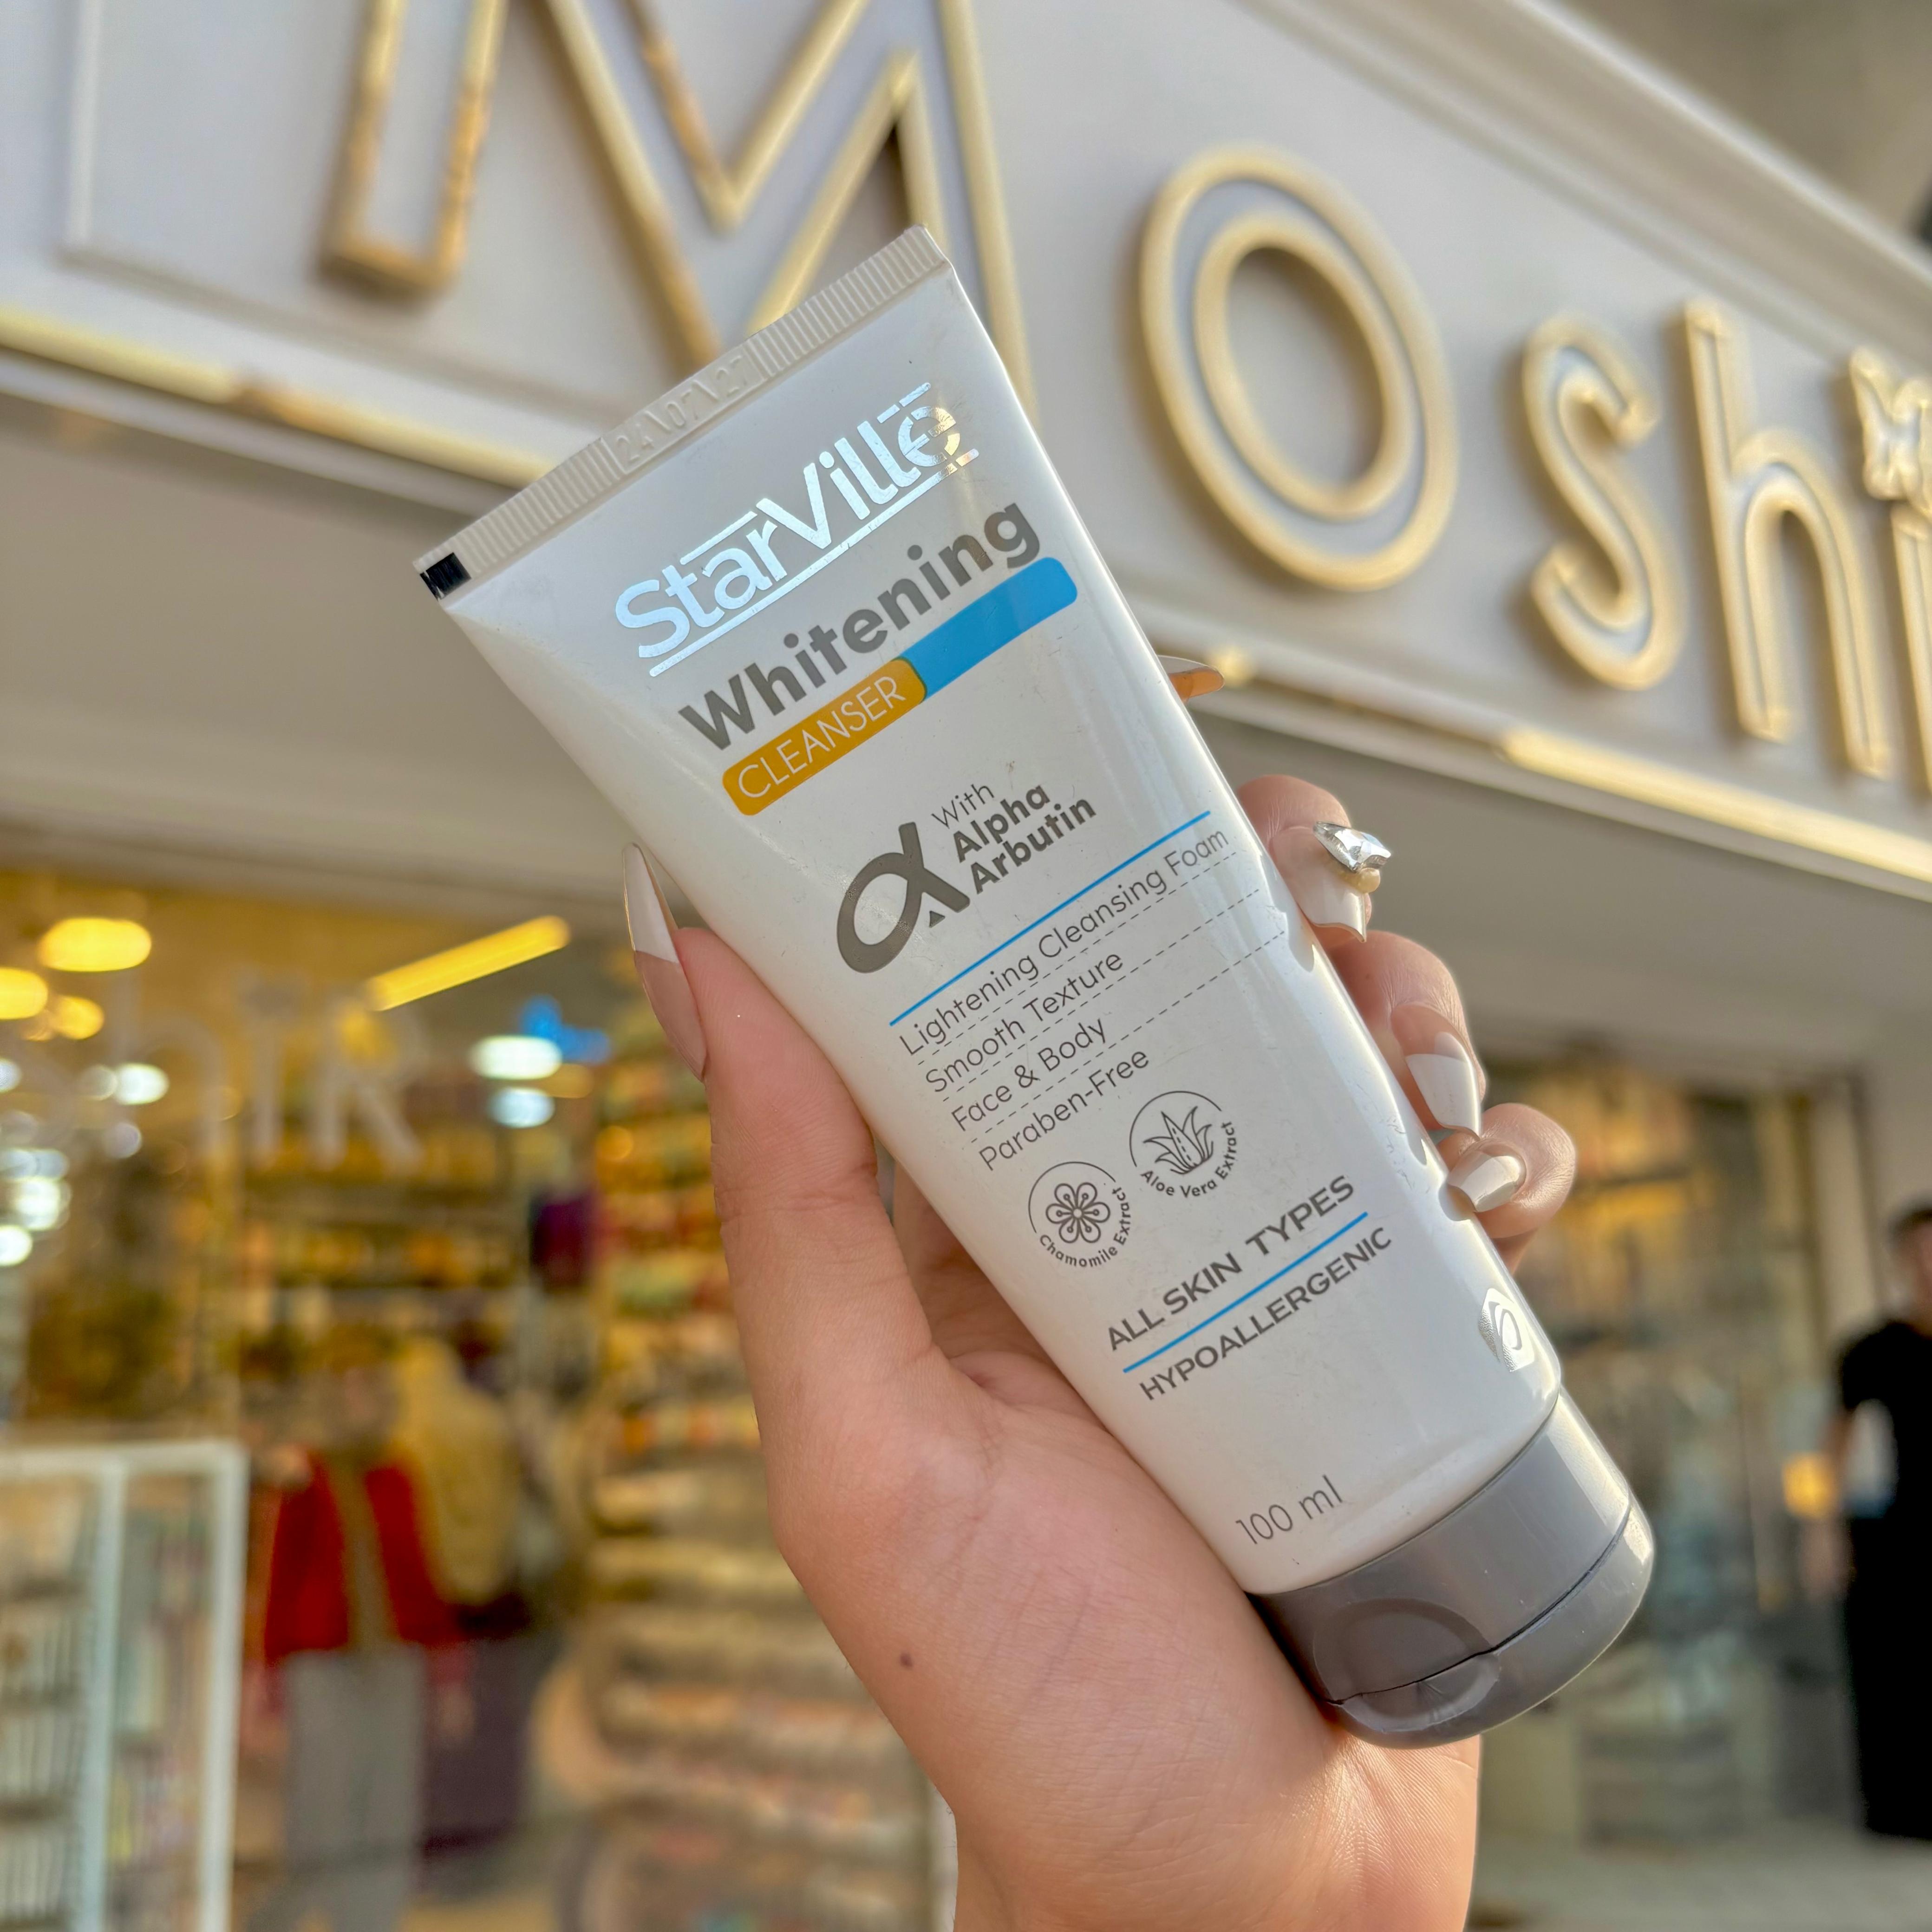 Moshi
24\07\27
StarVille
Whitening
CLEANSER
With
Alpha
Arbutin
Lightening Cleansing Foam
Smooth Texture
Face & Body
Paraben-Free
Aloe Vera Extract
Chamomile Extract
ALL SKIN TYPES
HYPOALLERGENIC
100 ml